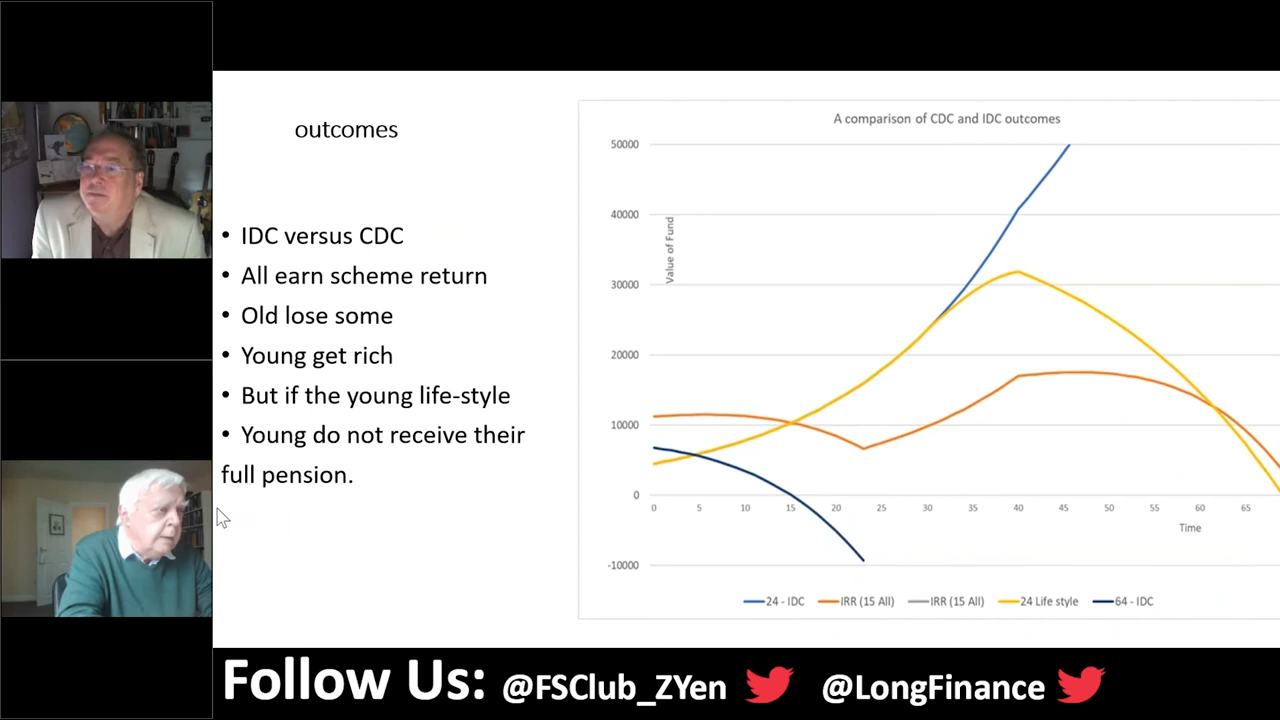 outcomes
• IDC versus CDC
• All earn scheme return
• Old lose some
• Young get rich
• But if the young life-style
• Young do not receive their
full pension.
A comparison of CDC and IDC outcomes
50000
40000
30000
20000
10000
0
-10000
Value of Fund
0 5 10 15 20 25 30 35 40 45 50 55 60 65
Time
24 - IDC IRR (15 All) IRR (15 All) 24 Life style 64 - IDC
Follow Us: @FSClub_ZYen @LongFinance